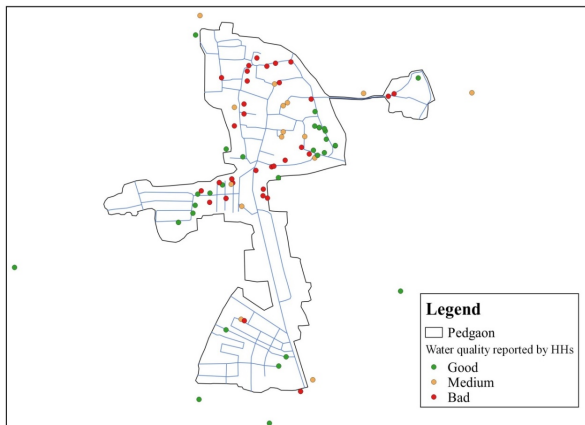 Legend
Pedgaon
Water quality reported by HHs
Good
Medium
Bad